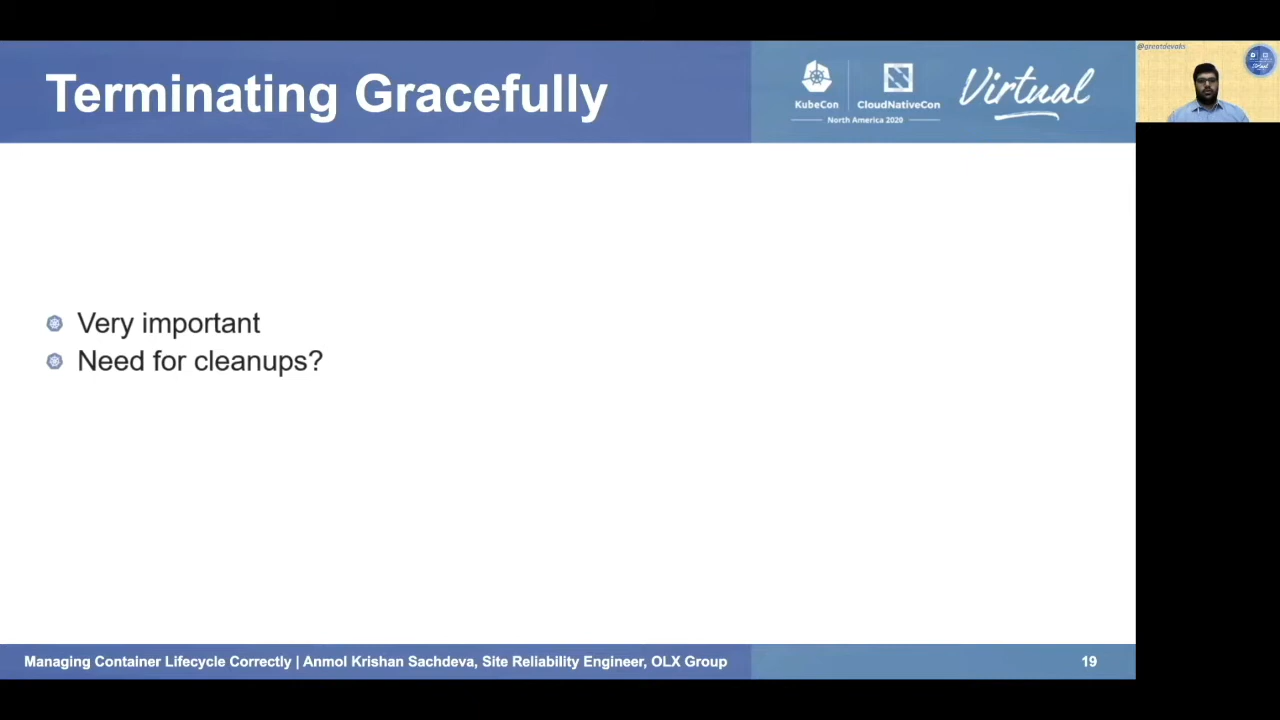 Terminating Gracefully
KubeCon
CloudNativeCon
North America 2020
Virtual
@greatdevaks
Very important
Need for cleanups?
Managing Container Lifecycle Correctly | Anmol Krishan Sachdeva, Site Reliability Engineer, OLX Group
19